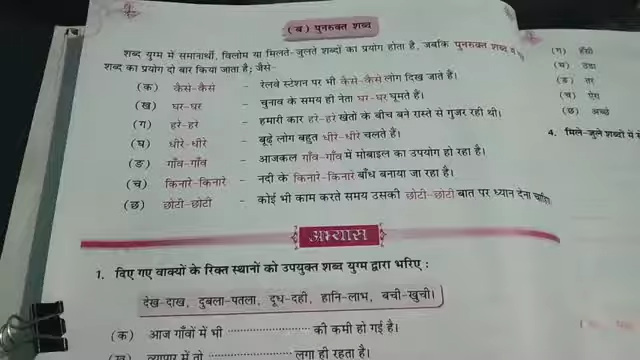 (ब) पुनरुक्त शब्द
शब्द युग्म में समानार्थी, विलोम या मिलते-जुलते शब्दों का प्रयोग होता है, जबकि पुनरुक्त शब्द
शब्द का प्रयोग दो बार किया जाता है; जैसे-
(क) कैसे-कैसे - रेलवे स्टेशन पर भी कैसे-कैसे लोग दिख जाते हैं।
(ख) घर-घर - चुनाव के समय ही नेता घर-घर घूमते हैं।
(ग) हरे-हरे - हमारी कार हरे-हरे खेतों के बीच बने रास्ते से गुजर रही थी।
(घ) धीरे-धीरे - बूढ़े लोग बहुत धीरे-धीरे चलते हैं।
(ङ) गाँव-गाँव - आजकल गाँव-गाँव में मोबाइल का उपयोग हो रहा है।
(च) किनारे-किनारे - नदी के किनारे-किनारे बाँध बनाया जा रहा है।
(छ) छोटी-छोटी - कोई भी काम करते समय उसकी छोटी-छोटी बात पर ध्यान देना चाहिए
अभ्यास
1. दिए गए वाक्यों के रिक्त स्थानों को उपयुक्त शब्द युग्म द्वारा भरिए :
देख-दाख, दुबला-पतला, दूध-दही, हानि-लाभ, बची-खुची।
(क) आज गाँवों में भी .................... की कमी हो गई है।
(ख) व्यापार में तो .................... लगा ही रहता है।
(ग) हँसी
(घ) उठा
(ङ) तर
(च) ऐरा
(छ) अच्छे
4. मिले-जुले शब्दों में से